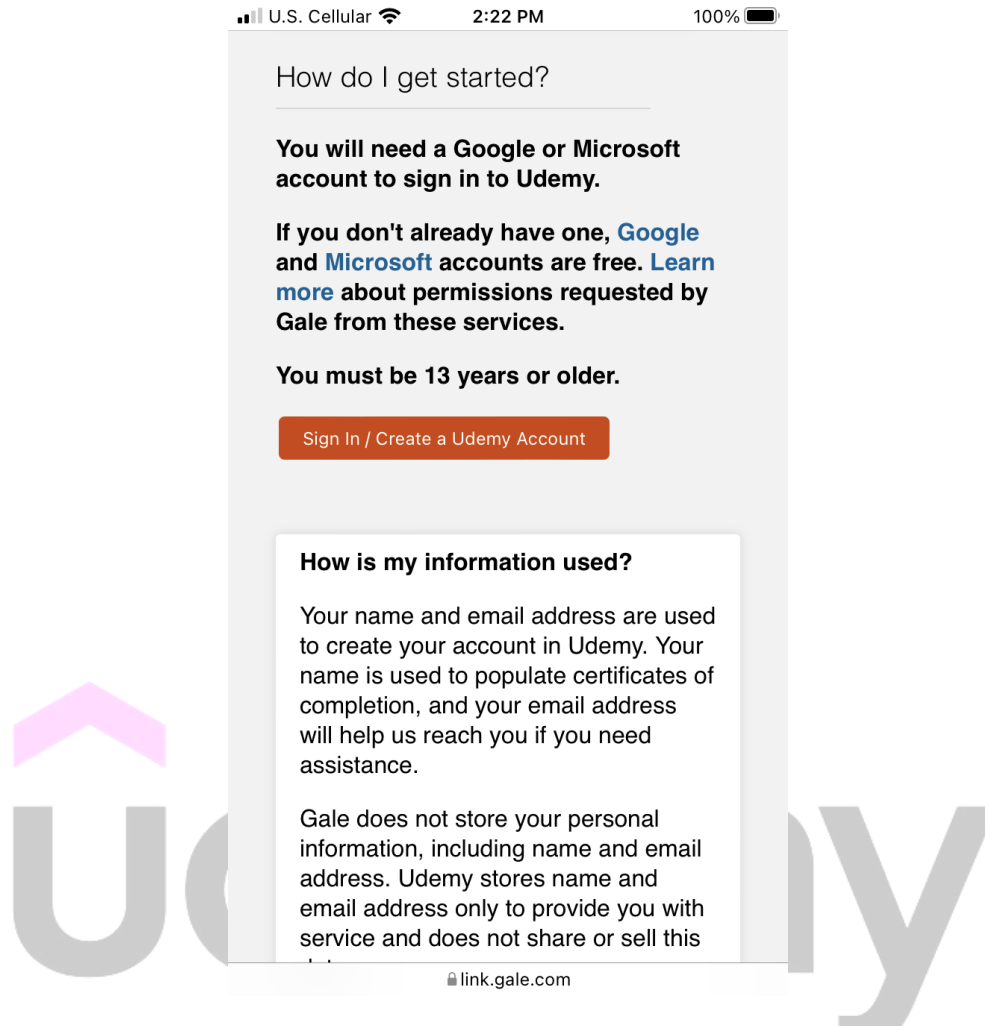 U.S. Cellular 2:22 PM 100%
How do I get started?
You will need a Google or Microsoft
account to sign in to Udemy.
If you don't already have one, Google
and Microsoft accounts are free. Learn
more about permissions requested by
Gale from these services.
You must be 13 years or older.
Sign In / Create a Udemy Account
How is my information used?
Your name and email address are used
to create your account in Udemy. Your
name is used to populate certificates of
completion, and your email address
will help us reach you if you need
assistance.
Gale does not store your personal
information, including name and email
address. Udemy stores name and
email address only to provide you with
service and does not share or sell this
link.gale.com